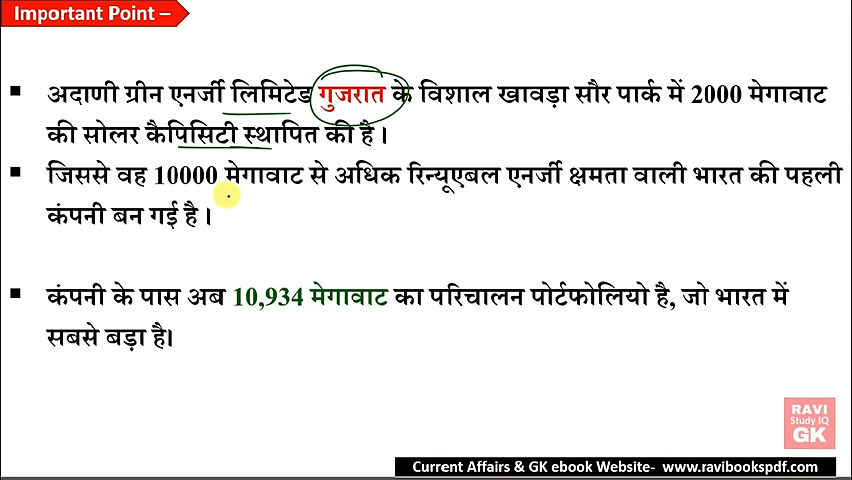 Important Point –
▪ अदाणी ग्रीन एनर्जी लिमिटेड गुजरात के विशाल खावड़ा सौर पार्क में 2000 मेगावाट
की सोलर कैपिसिटी स्थापित की है।
▪ जिससे वह 10000 मेगावाट से अधिक रिन्यूएबल एनर्जी क्षमता वाली भारत की पहली
कंपनी बन गई है।
▪ कंपनी के पास अब 10,934 मेगावाट का परिचालन पोर्टफोलियो है, जो भारत में
सबसे बड़ा है।
RAVI
Study IQ
GK
Current Affairs & GK ebook Website- www.ravibookspdf.com